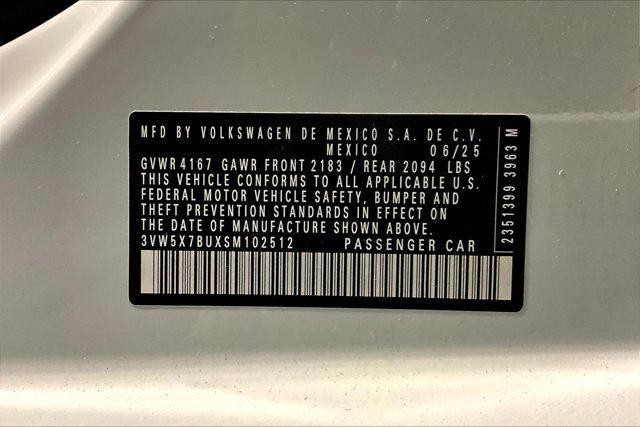 MFD BY VOLKSWAGEN DE MEXICO S.A. DE C.V.
MEXICO 06/25
GVWR 4167 GAWR FRONT 2183 / REAR 2094 LBS
THIS VEHICLE CONFORMS TO ALL APPLICABLE U.S.
FEDERAL MOTOR VEHICLE SAFETY, BUMPER AND
THEFT PREVENTION STANDARDS IN EFFECT ON
THE DATE OF MANUFACTURE SHOWN ABOVE.
3VW5X7BUXSM102512 PASSENGER CAR
2351399 3963 M